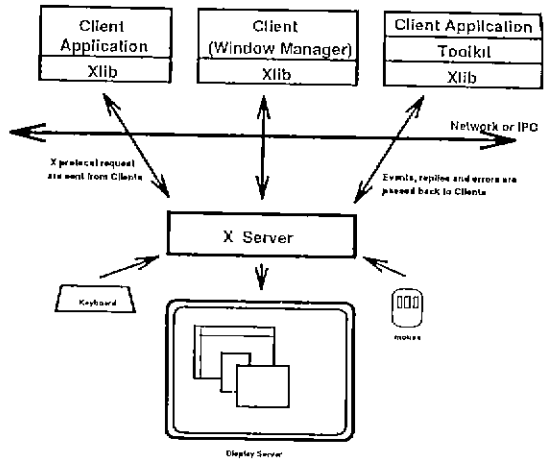 Client
Application
Xlib
Client
(Window Manager)
Xlib
Client Application
Toolkit
Xlib
Network or IPC
X protocol request
are sent from Clients
Events, replies and errors are
passed back to Clients
X Server
Keyboard
mouse
Display Server